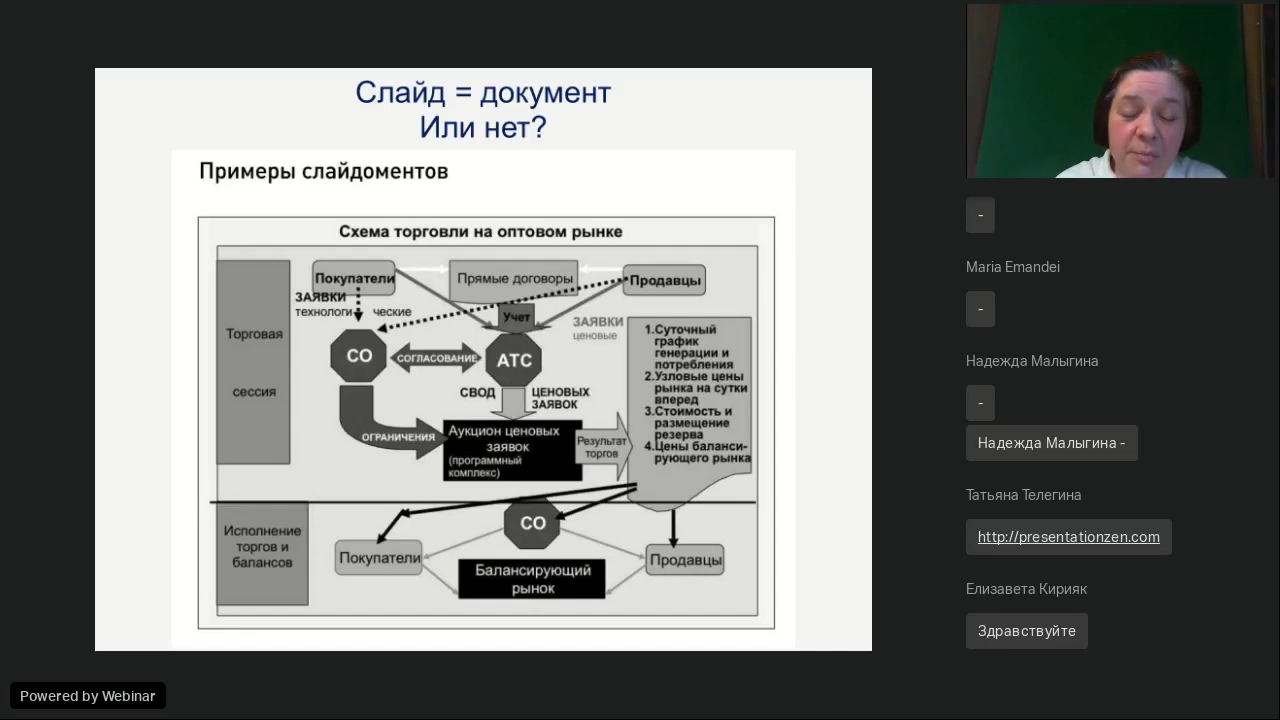 Слайд = документ
Или нет?
Примеры слайдоментов
Схема торговли на оптовом рынке
Покупатели
Прямые договоры
Продавцы
ЗАЯВКИ
технологи ческие
Учет
ЗАЯВКИ
ценовые
Торговая
сессия
СО
СОГЛАСОВАНИЕ
АТС
СВОД
ЦЕНОВЫХ
ЗАЯВОК
1.Суточный
график
генерации и
потребления
2.Узловые цены
рынка на сутки
вперед
3.Стоимость и
размещение
резерва
4.Цены баланси-
рующего рынка
ОГРАНИЧЕНИЯ
Аукцион ценовых
заявок
(программный
комплекс)
Результат
торгов
Исполнение
торгов и
балансов
СО
Покупатели
Продавцы
Балансирующий
рынок
-
Maria Emandei
-
Надежда Малыгина
-
Надежда Малыгина -
Татьяна Телегина
http://presentationzen.com
Елизавета Кирияк
Здравствуйте
Powered by Webinar